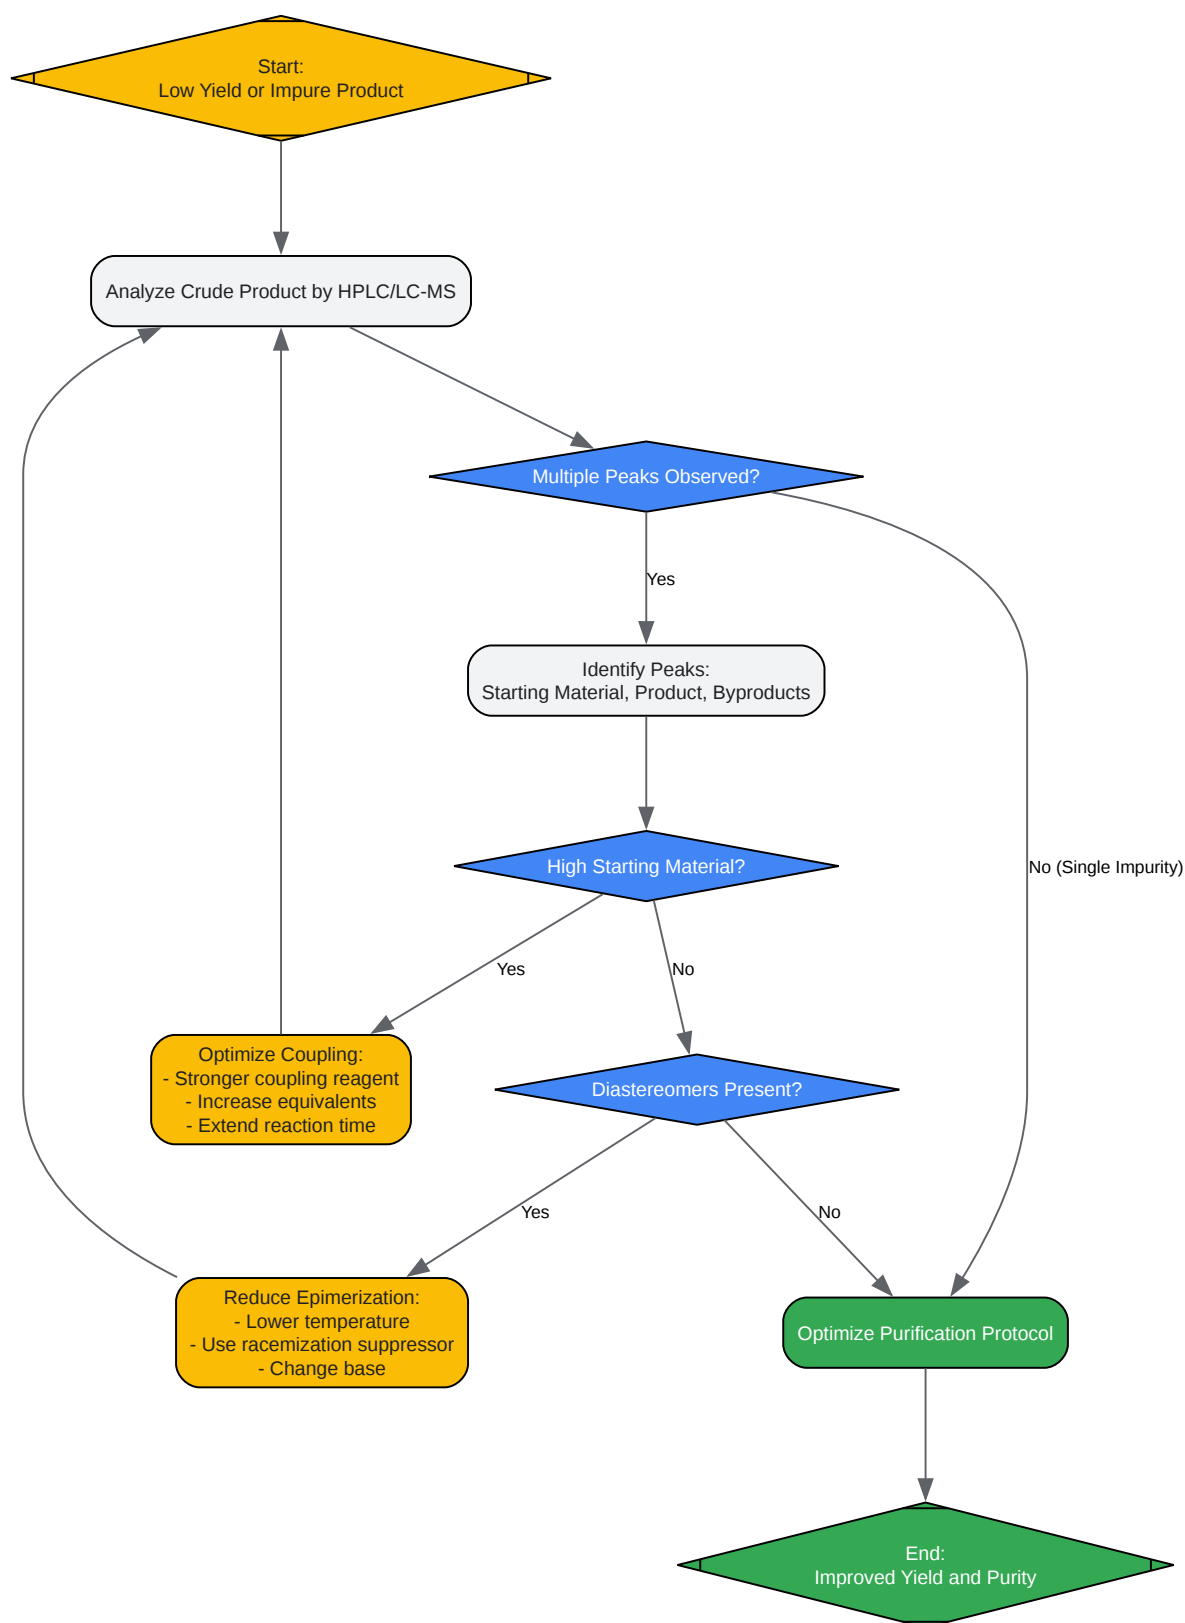 Start:
Low Yield or Impure Product
Analyze Crude Product by HPLC/LC-MS
Multiple Peaks Observed?
Yes
Identify Peaks:
Starting Material, Product, Byproducts
High Starting Material?
No (Single Impurity)
Yes
No
Optimize Coupling:
- Stronger coupling reagent
- Increase equivalents
- Extend reaction time
Diastereomers Present?
Yes
No
Reduce Epimerization:
- Lower temperature
- Use racemization suppressor
- Change base
Optimize Purification Protocol
End:
Improved Yield and Purity